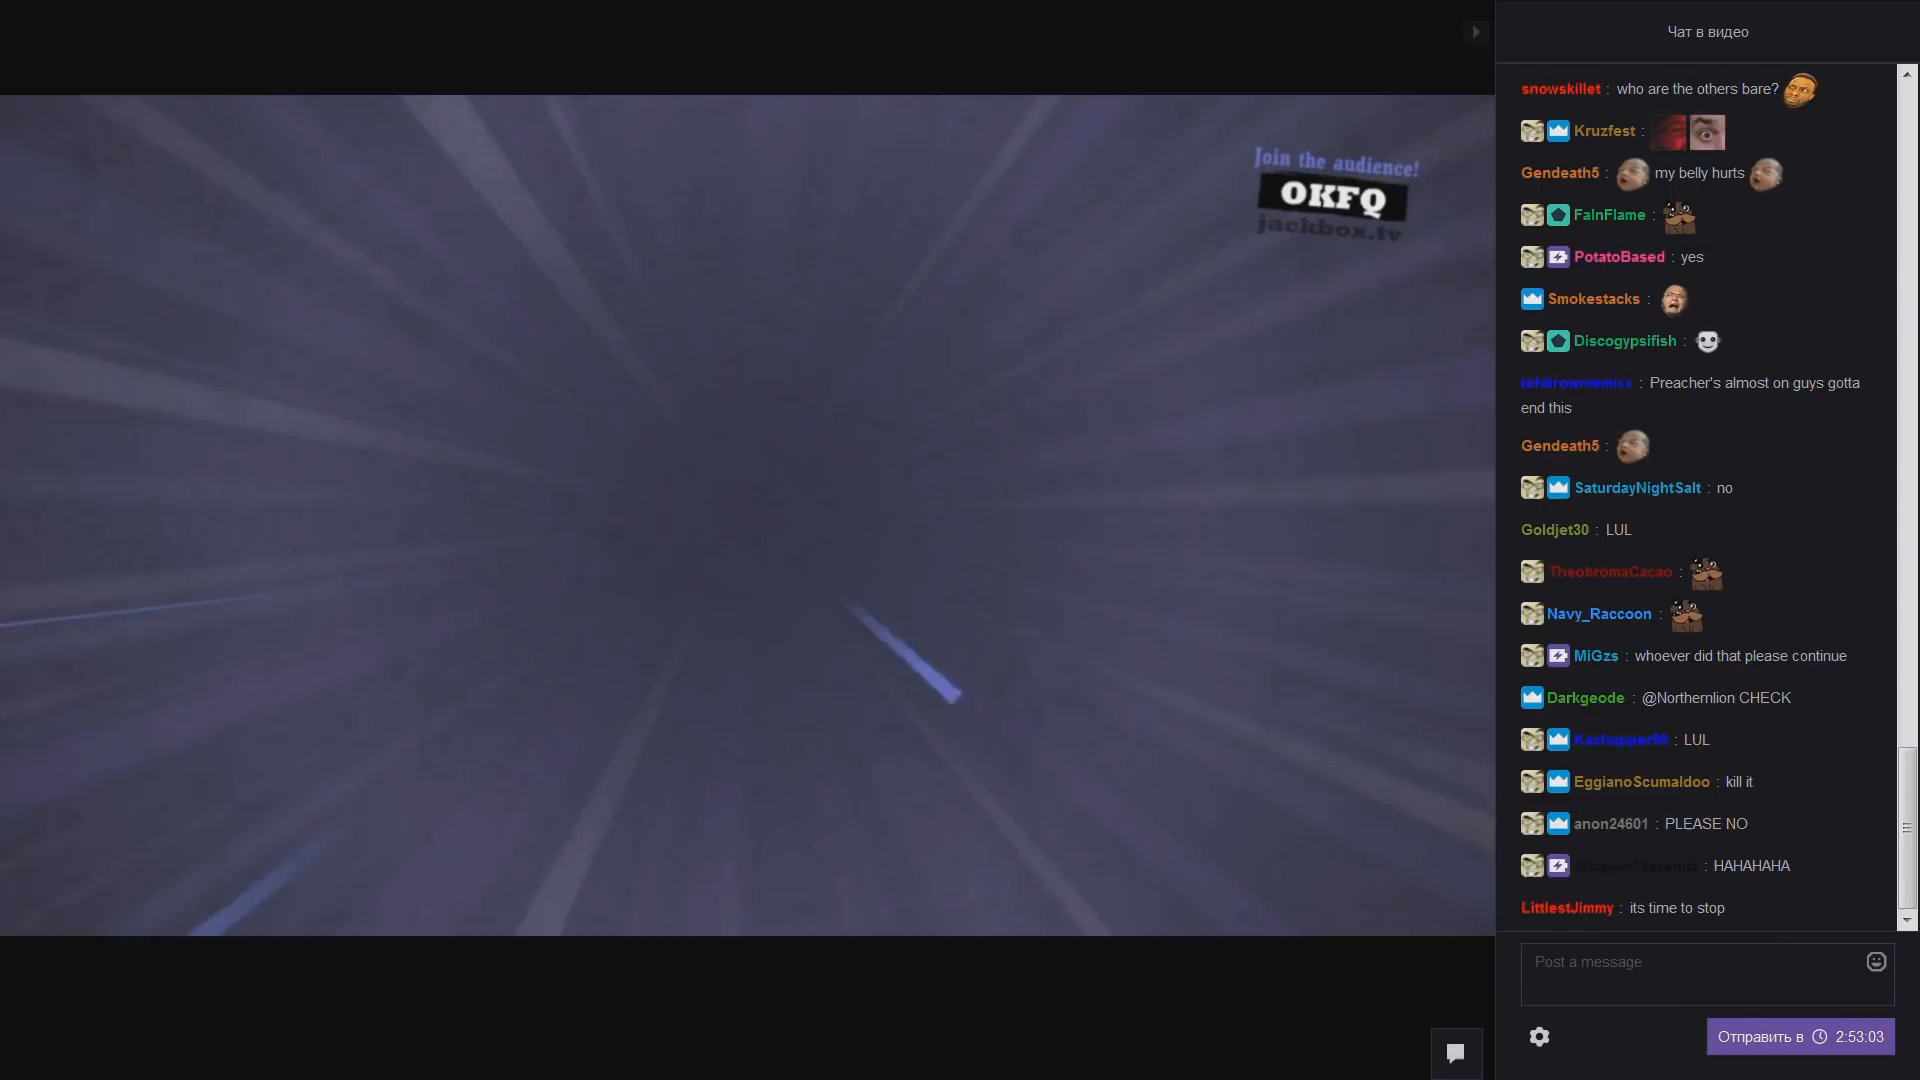 Join the audience!
OKFQ
jackbox.tv
Чат в видео
snowskillet : who are the others bare?
Kruzfest :
Gendeath5 : my belly hurts
FalnFlame :
PotatoBased : yes
Smokestacks :
Discogypsifish :
tehbrowniemixx : Preacher's almost on guys gotta
end this
Gendeath5 :
SaturdayNightSalt : no
Goldjet30 : LUL
TheobromaCacao :
Navy_Raccoon :
MiGzs : whoever did that please continue
Darkgeode : @Northernlion CHECK
Kachopper90 : LUL
EggianoScumaldoo : kill it
anon24601 : PLEASE NO
: HAHAHAHA
LittlestJimmy : its time to stop
Post a message
Отправить в 2:53:03